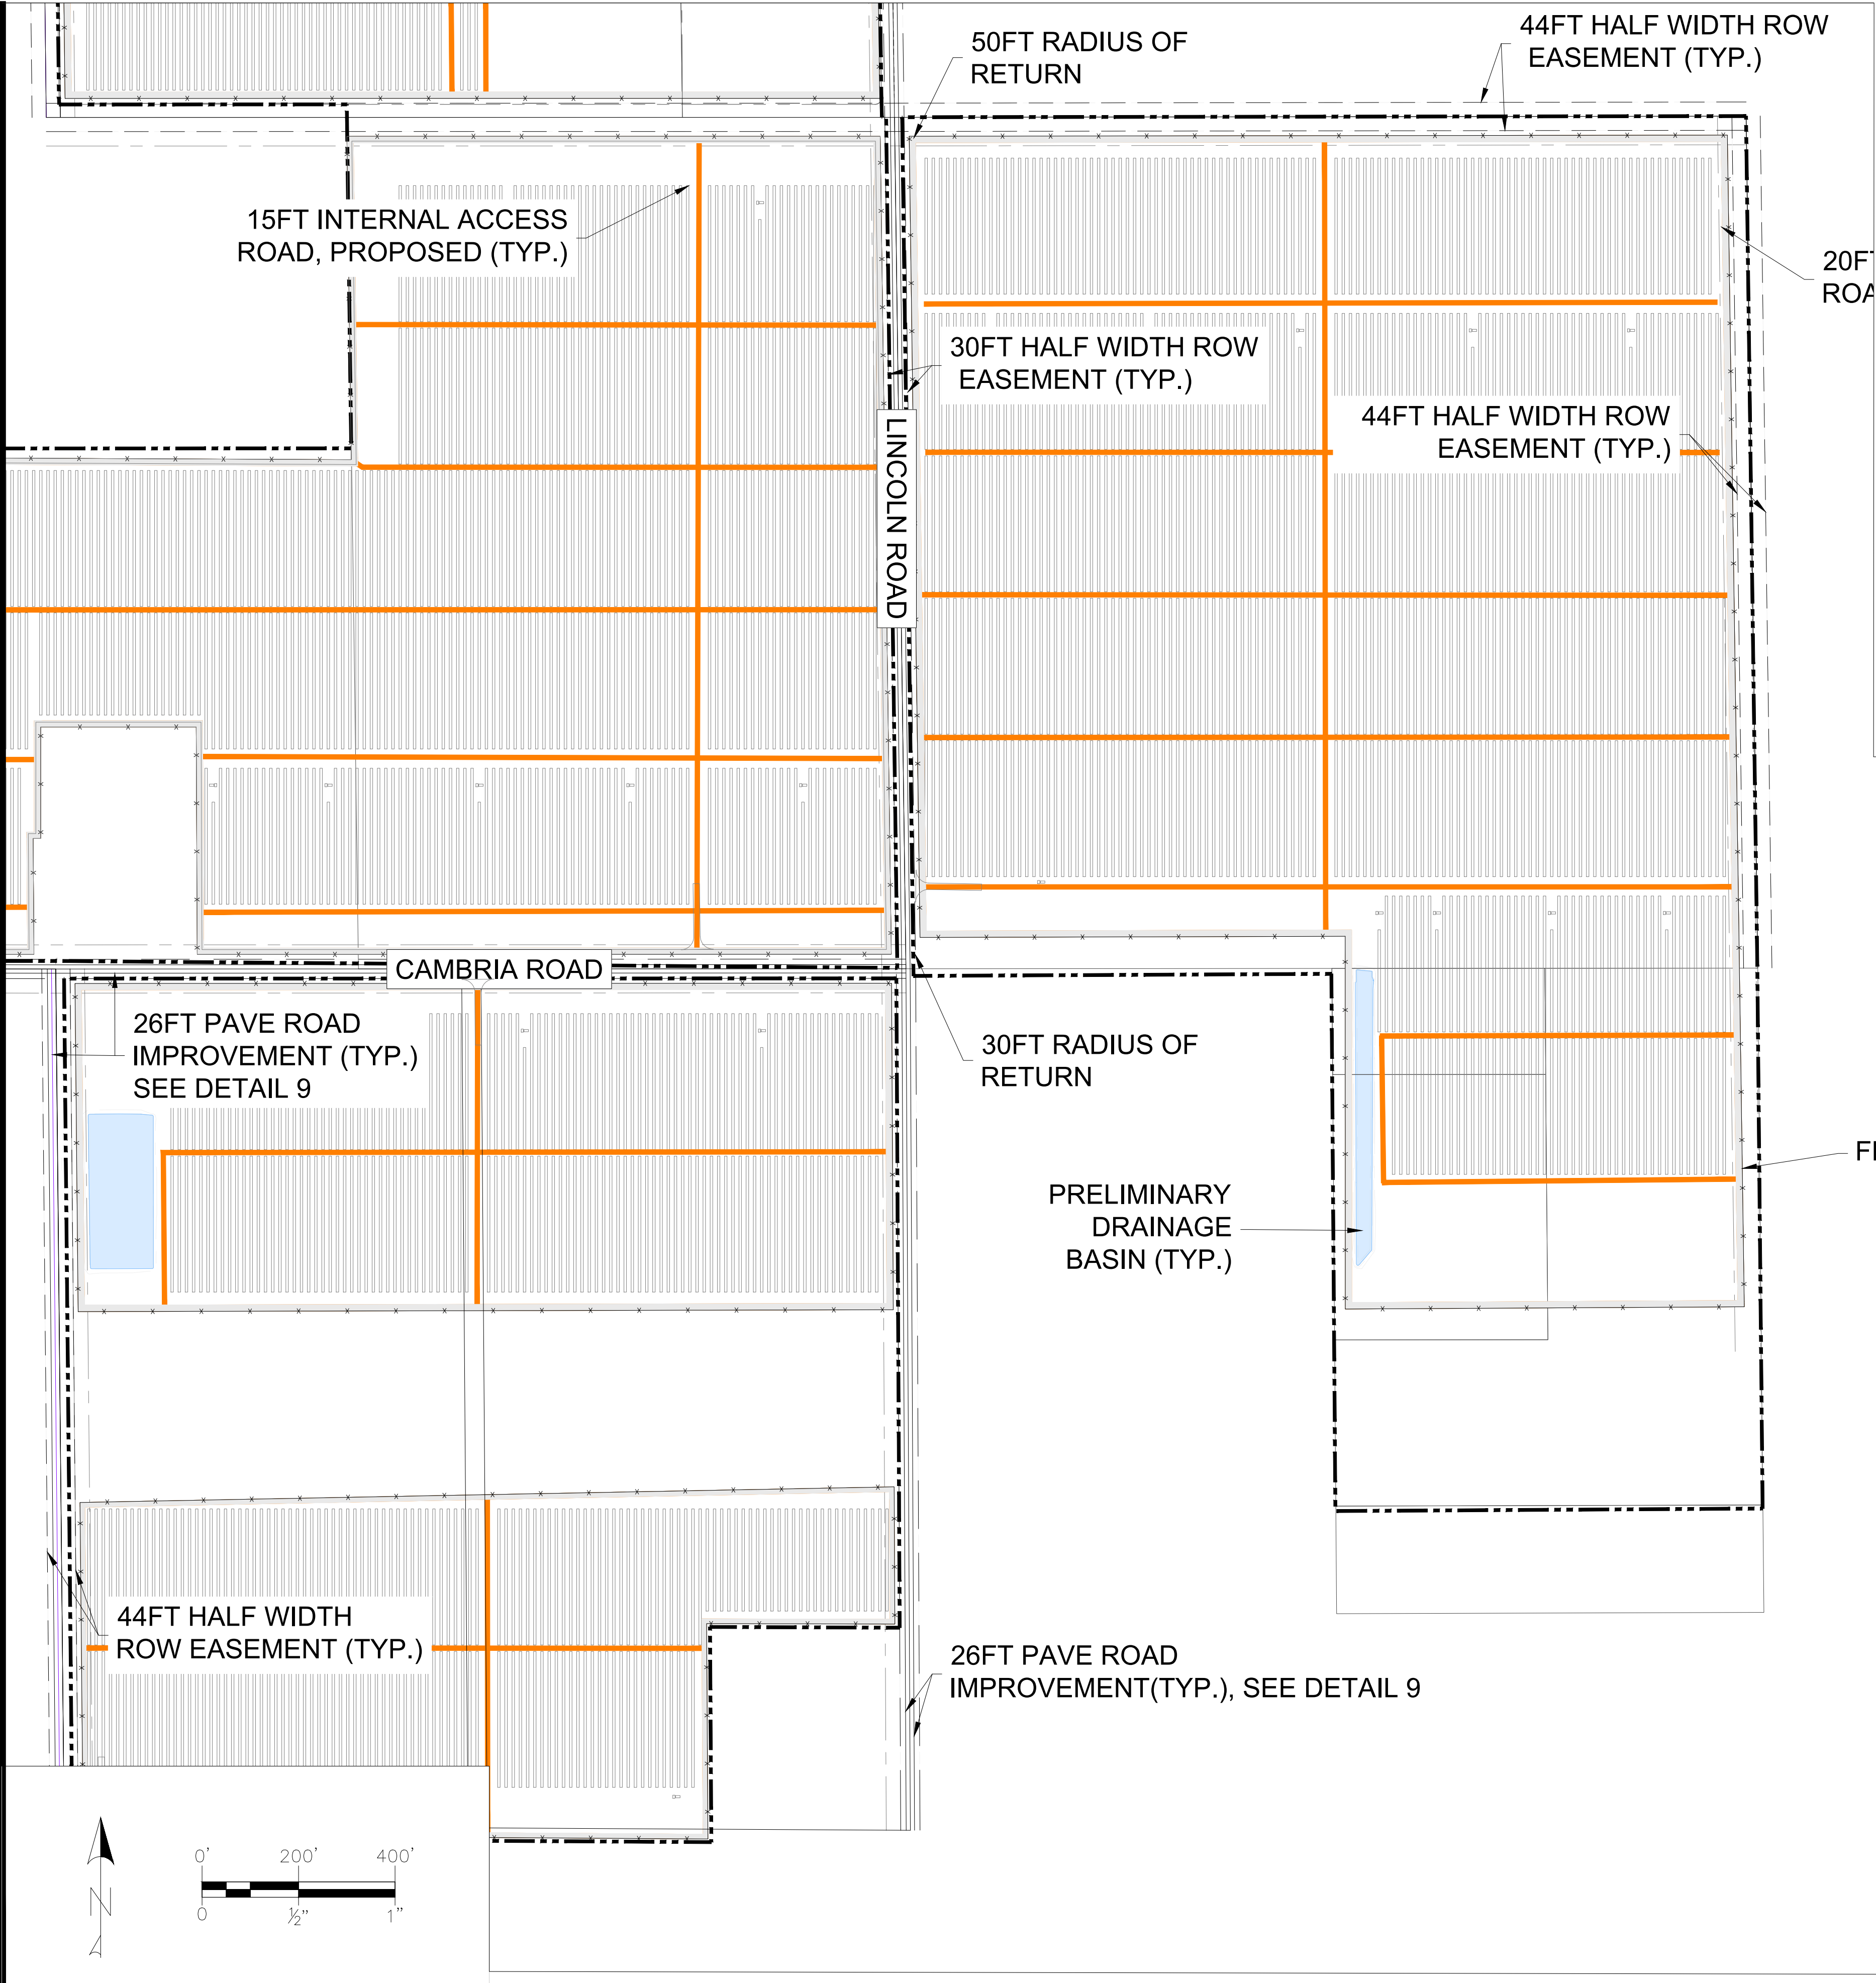 50FT RADIUS OF
RETURN
44FT HALF WIDTH ROW
EASEMENT (TYP.)
15FT INTERNAL ACCESS
ROAD, PROPOSED (TYP.)
20FT
30FT HALF WIDTH ROW
EASEMENT (TYP.)
44FT HALF WIDTH ROW
EASEMENT (TYP.)
LINCOLN ROAD
CAMBRIA ROAD
26FT PAVE ROAD
IMPROVEMENT (TYP.)
SEE DETAIL 9
30FT RADIUS OF
RETURN
PRELIMINARY
DRAINAGE
BASIN (TYP.)
44FT HALF WIDTH
ROW EASEMENT (TYP.)
26FT PAVE ROAD
IMPROVEMENT(TYP.), SEE DETAIL 9
N
0' 200' 400'
0 ½" 1"